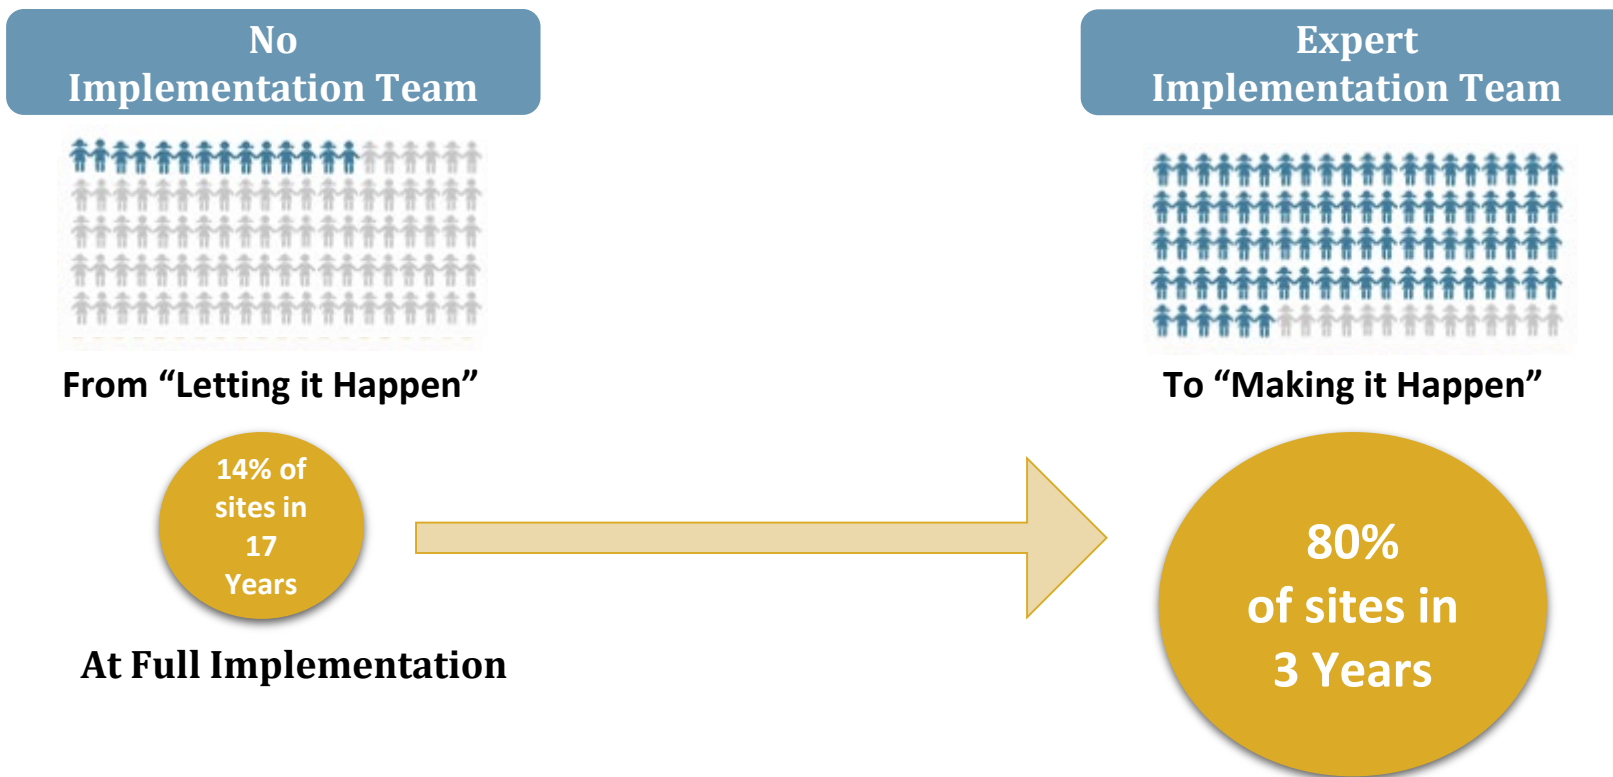 No
Implementation Team
From “Letting it Happen”
14% of
sites in
17
Years
At Full Implementation
Expert
Implementation Team
To “Making it Happen”
80%
of sites in
3 Years